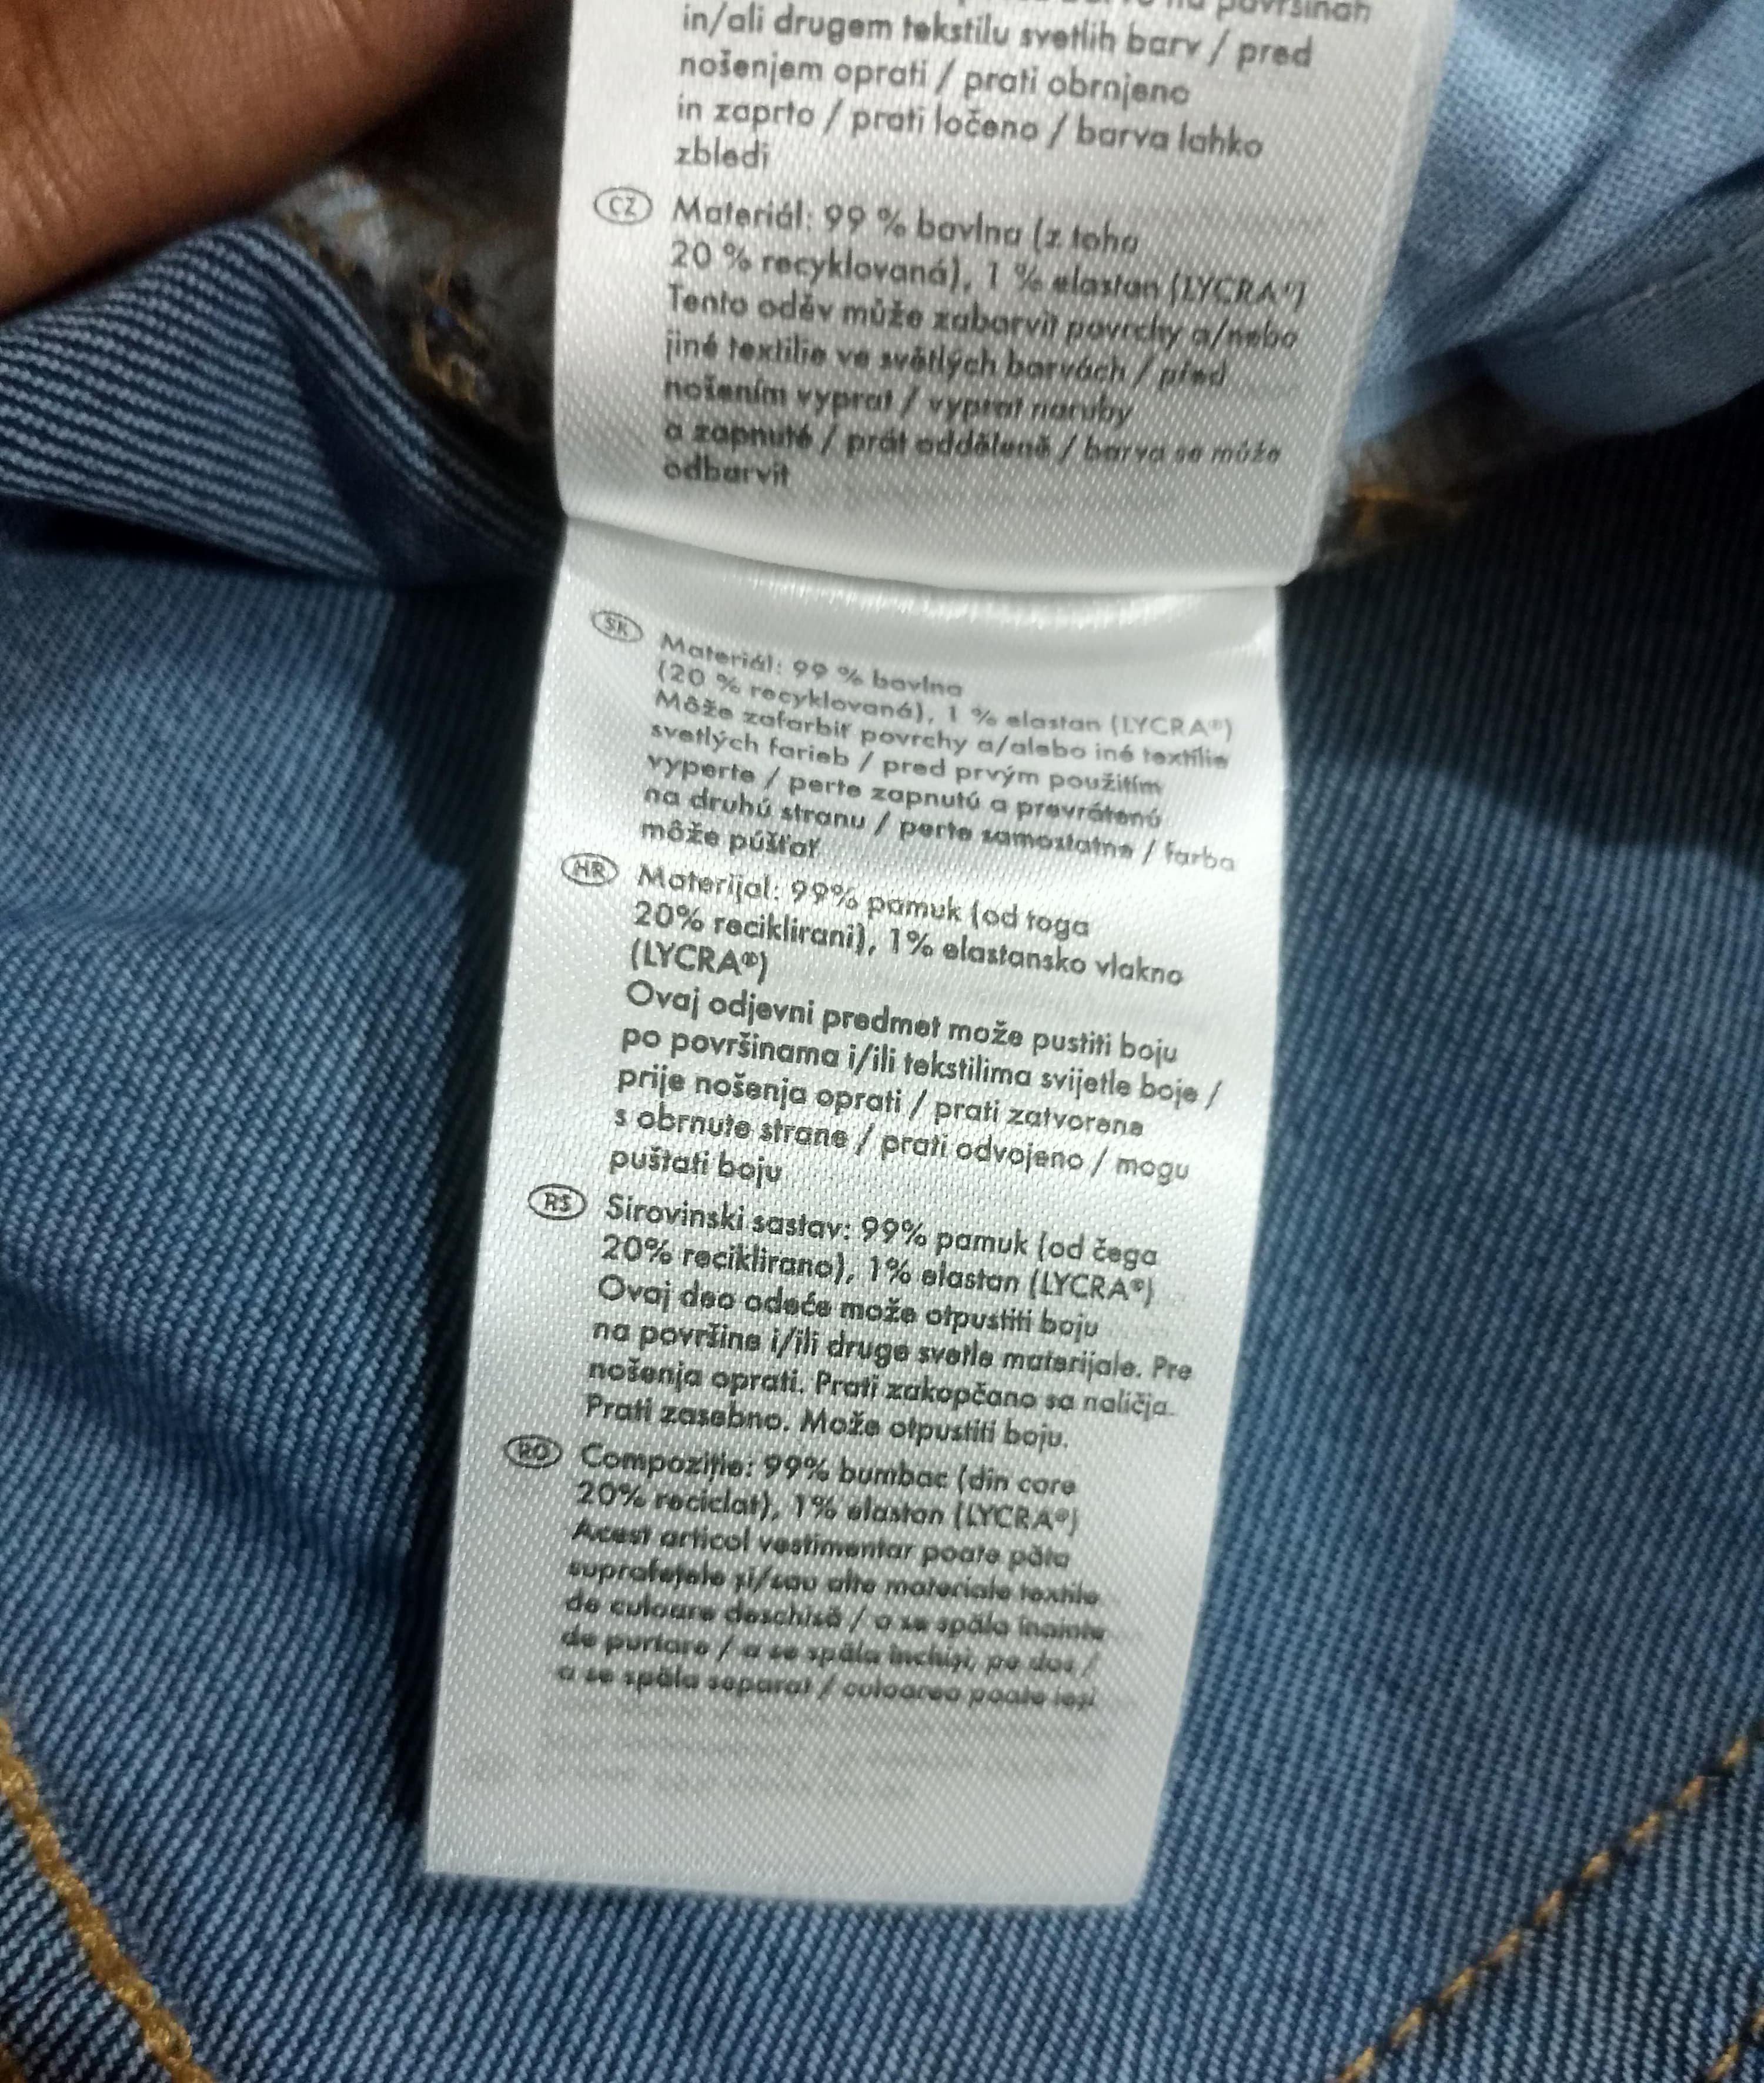 površinah
in/ali drugem tekstilu svetlih barv / pred
nošenjem oprati / prati obrnjeno
in zaprto / prati ločeno / barva lahko
zbledi
CZ Materiál: 99 % bavlna (z toho
20 % recyklovaná), 1 % elastan (LYCRA®)
Tento oděv může zabarvit povrchy a/nebo
jiné textilie ve světlých barvách / před
nošením vyprat / vyprat naruby
a zapnuté / prát odděleně / barva se může
odbarvit
SK Materiál: 99 % bavlna
(20 % recyklovaná), 1 % elastan (LYCRA®)
Môže zafarbiť povrchy a/alebo iné textílie
svetlých farieb / pred prvým použitím
vyperte / perte zapnutú a prevrátenú
na druhú stranu / perte samostatne / farba
môže púšťať
HR Materijal: 99% pamuk (od toga
20% reciklirani), 1% elastansko vlakno
(LYCRA®)
Ovaj odjevni predmet može pustiti boju
po površinama i/ili tekstilima svijetle boje /
prije nošenja oprati / prati zatvorene
s obrnute strane / prati odvojeno / mogu
puštati boju
RS Sirovinski sastav: 99% pamuk (od čega
20% reciklirano), 1% elastan (LYCRA®)
Ovaj deo odeće može otpustiti boju
na površine i/ili druge svetle materijale. Pre
nošenja oprati. Prati zakopčano sa naličja.
Prati zasebno. Može otpustiti boju.
RO Compoziție: 99% bumbac (din care
20% reciclat), 1% elastan (LYCRA®)
Acest articol vestimentar poate păta
suprafețele și/sau alte materiale textile
de culoare deschisă / a se spăla înainte
de purtare / a se spăla închiși, pe dos /
a se spăla separat / culoarea poate ieși